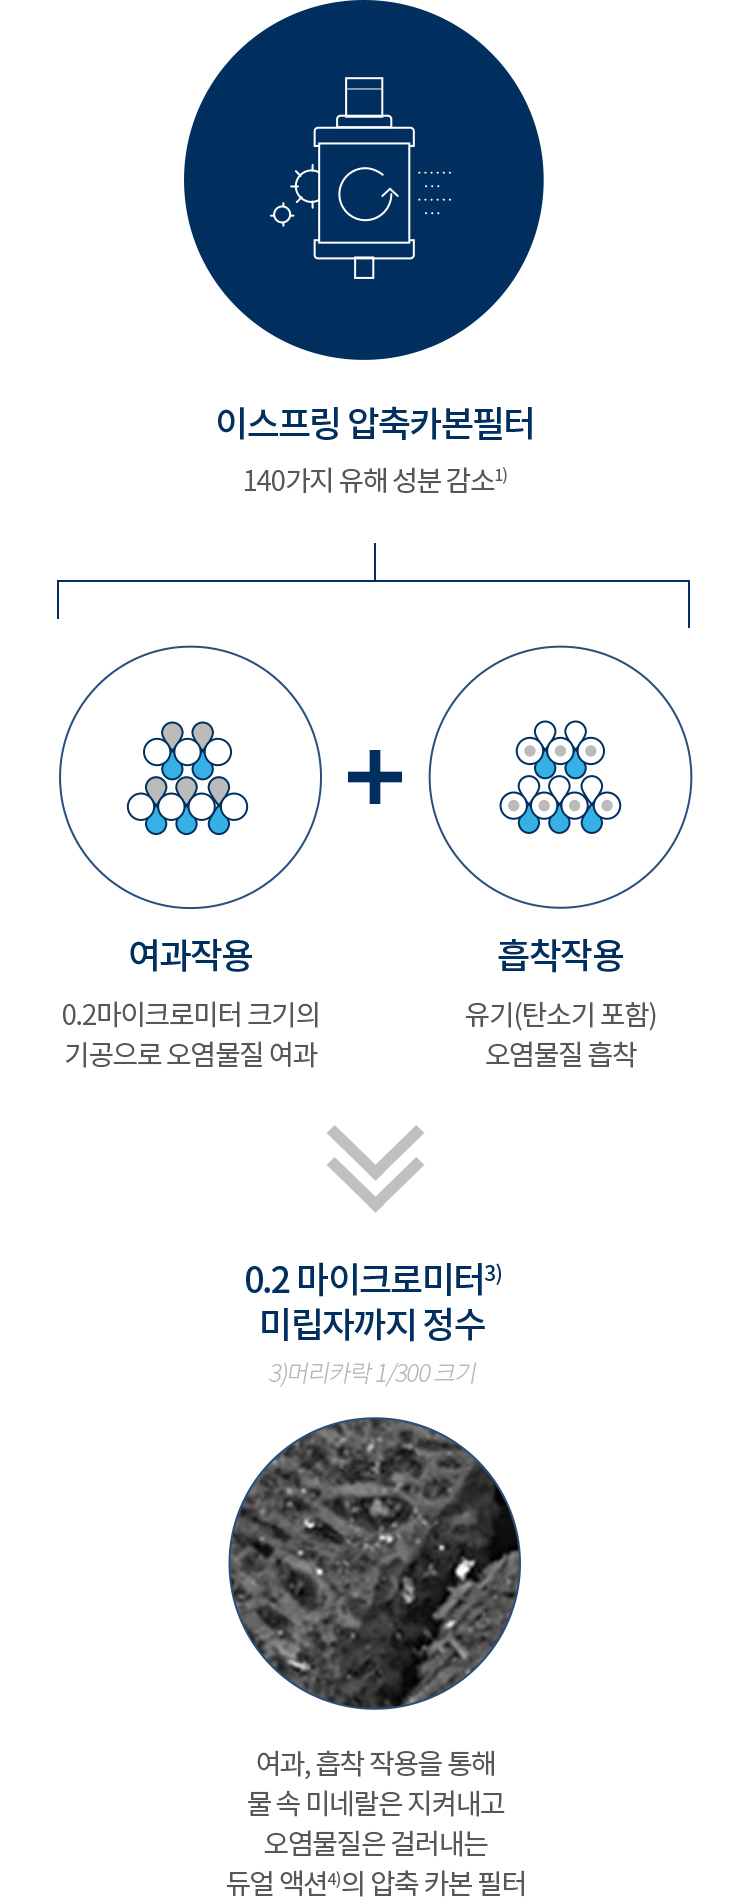 이스프링 압축카본필터
140가지 유해 성분 감소1)
여과작용
0.2마이크로미터 크기의
기공으로 오염물질 여과
흡착작용
유기(탄소기 포함)
오염물질 흡착
0.2 마이크로미터3)
미립자까지 정수
3)머리카락 1/300 크기
여과, 흡착 작용을 통해
물 속 미네랄은 지켜내고
오염물질은 걸러내는
듀얼 액션4)의 압축 카본 필터